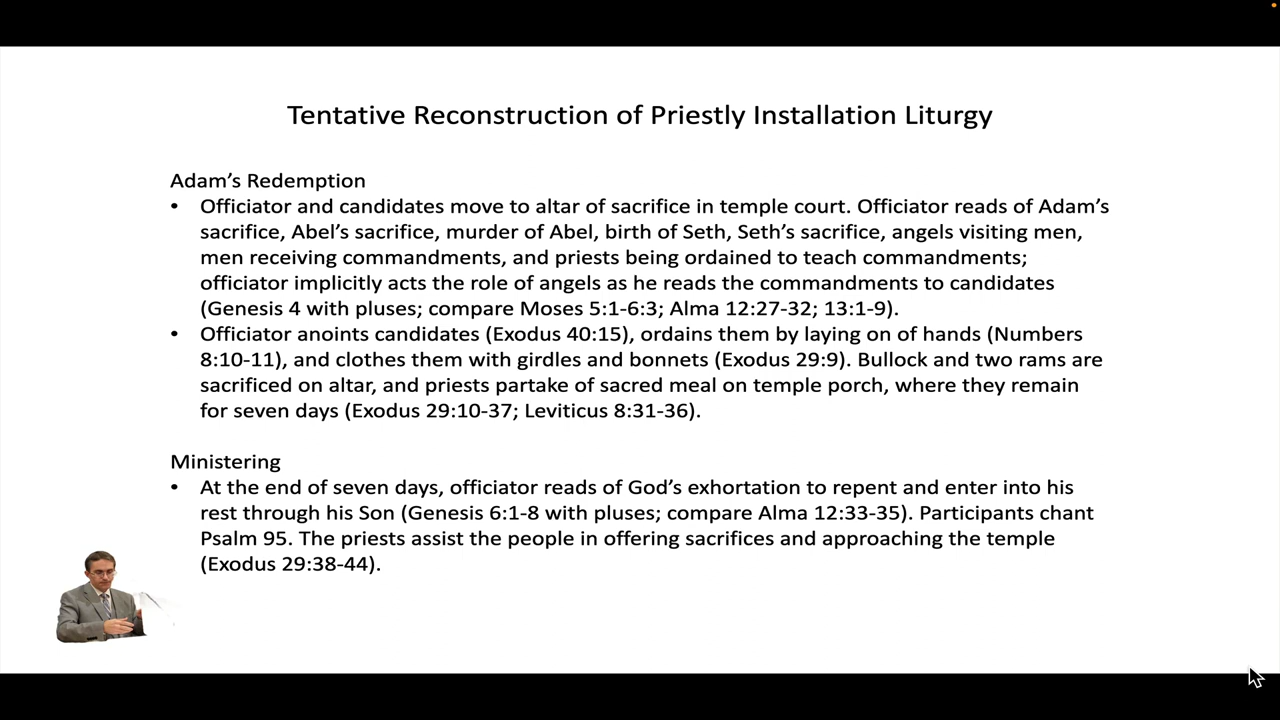 Tentative Reconstruction of Priestly Installation Liturgy
Adam’s Redemption
• Officiator and candidates move to altar of sacrifice in temple court. Officiator reads of Adam’s
sacrifice, Abel’s sacrifice, murder of Abel, birth of Seth, Seth’s sacrifice, angels visiting men,
men receiving commandments, and priests being ordained to teach commandments;
officiator implicitly acts the role of angels as he reads the commandments to candidates
(Genesis 4 with pluses; compare Moses 5:1-6:3; Alma 12:27-32; 13:1-9).
• Officiator anoints candidates (Exodus 40:15), ordains them by laying on of hands (Numbers
8:10-11), and clothes them with girdles and bonnets (Exodus 29:9). Bullock and two rams are
sacrificed on altar, and priests partake of sacred meal on temple porch, where they remain
for seven days (Exodus 29:10-37; Leviticus 8:31-36).
Ministering
• At the end of seven days, officiator reads of God’s exhortation to repent and enter into his
rest through his Son (Genesis 6:1-8 with pluses; compare Alma 12:33-35). Participants chant
Psalm 95. The priests assist the people in offering sacrifices and approaching the temple
(Exodus 29:38-44).